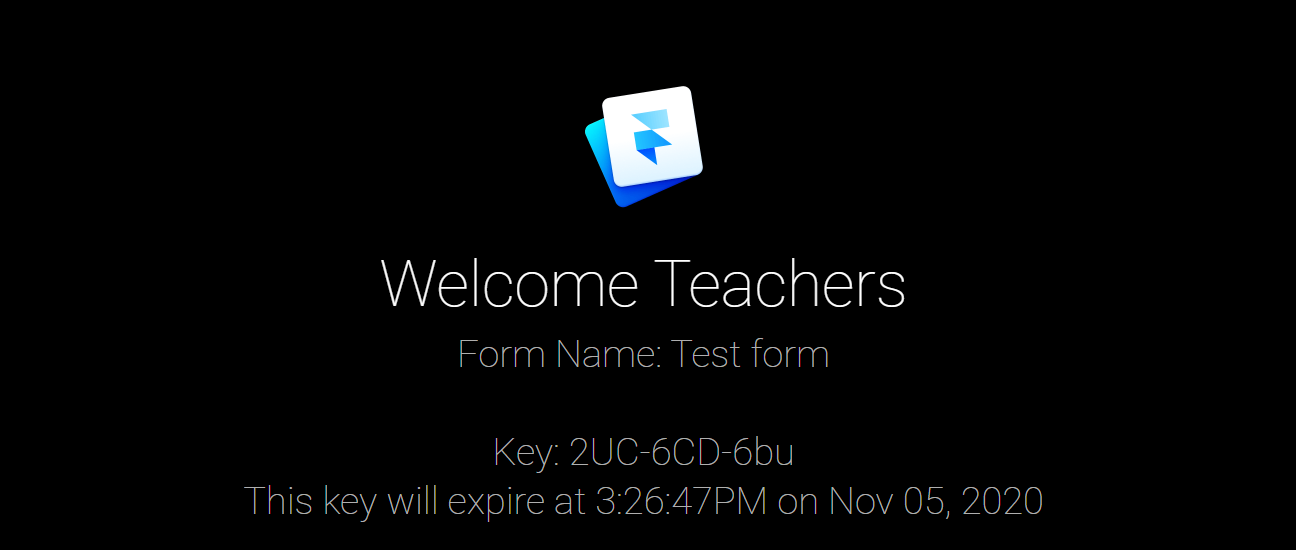 Welcome Teachers
Form Name: Test form
Key: 2UC-6CD-6bu
This key will expire at 3:26:47PM on Nov 05, 2020